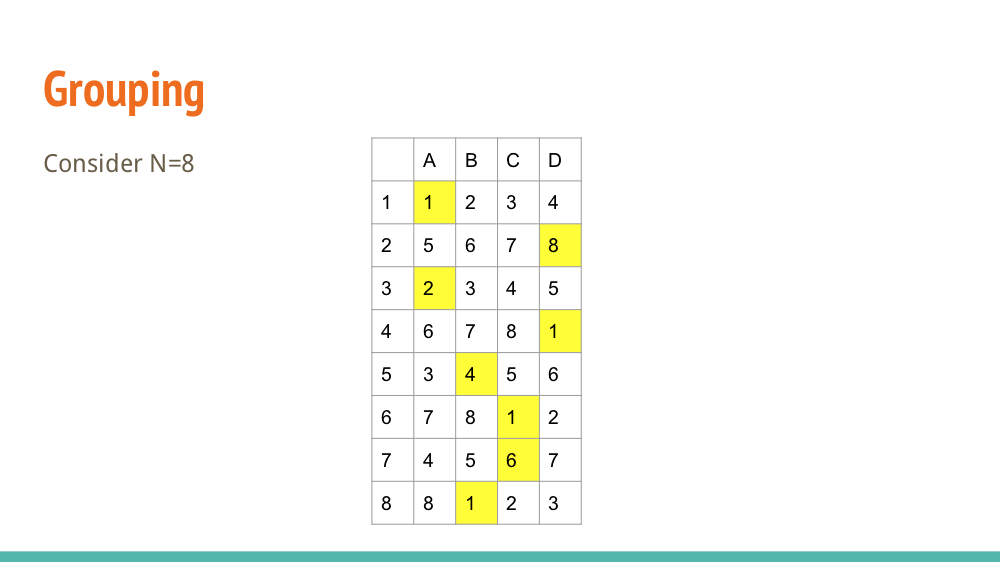 Grouping
Consider N=8
A B C D
1 1 2 3 4
2 5 6 7 8
3 2 3 4 5
4 6 7 8 1
5 3 4 5 6
6 7 8 1 2
7 4 5 6 7
8 8 1 2 3